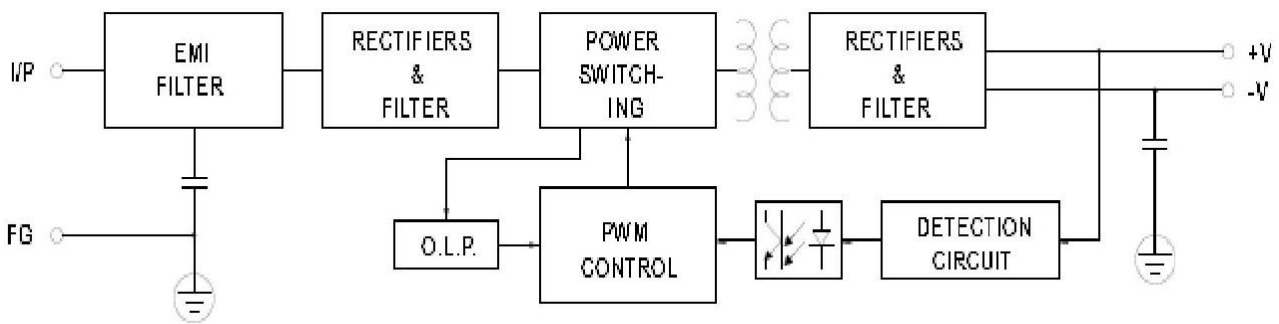 I/P
EMI
FILTER
RECTIFIERS
&
FILTER
POWER
SWITCH-
ING
RECTIFIERS
&
FILTER
+V
-V
FG
O.L.P.
PWM
CONTROL
DETECTION
CIRCUIT